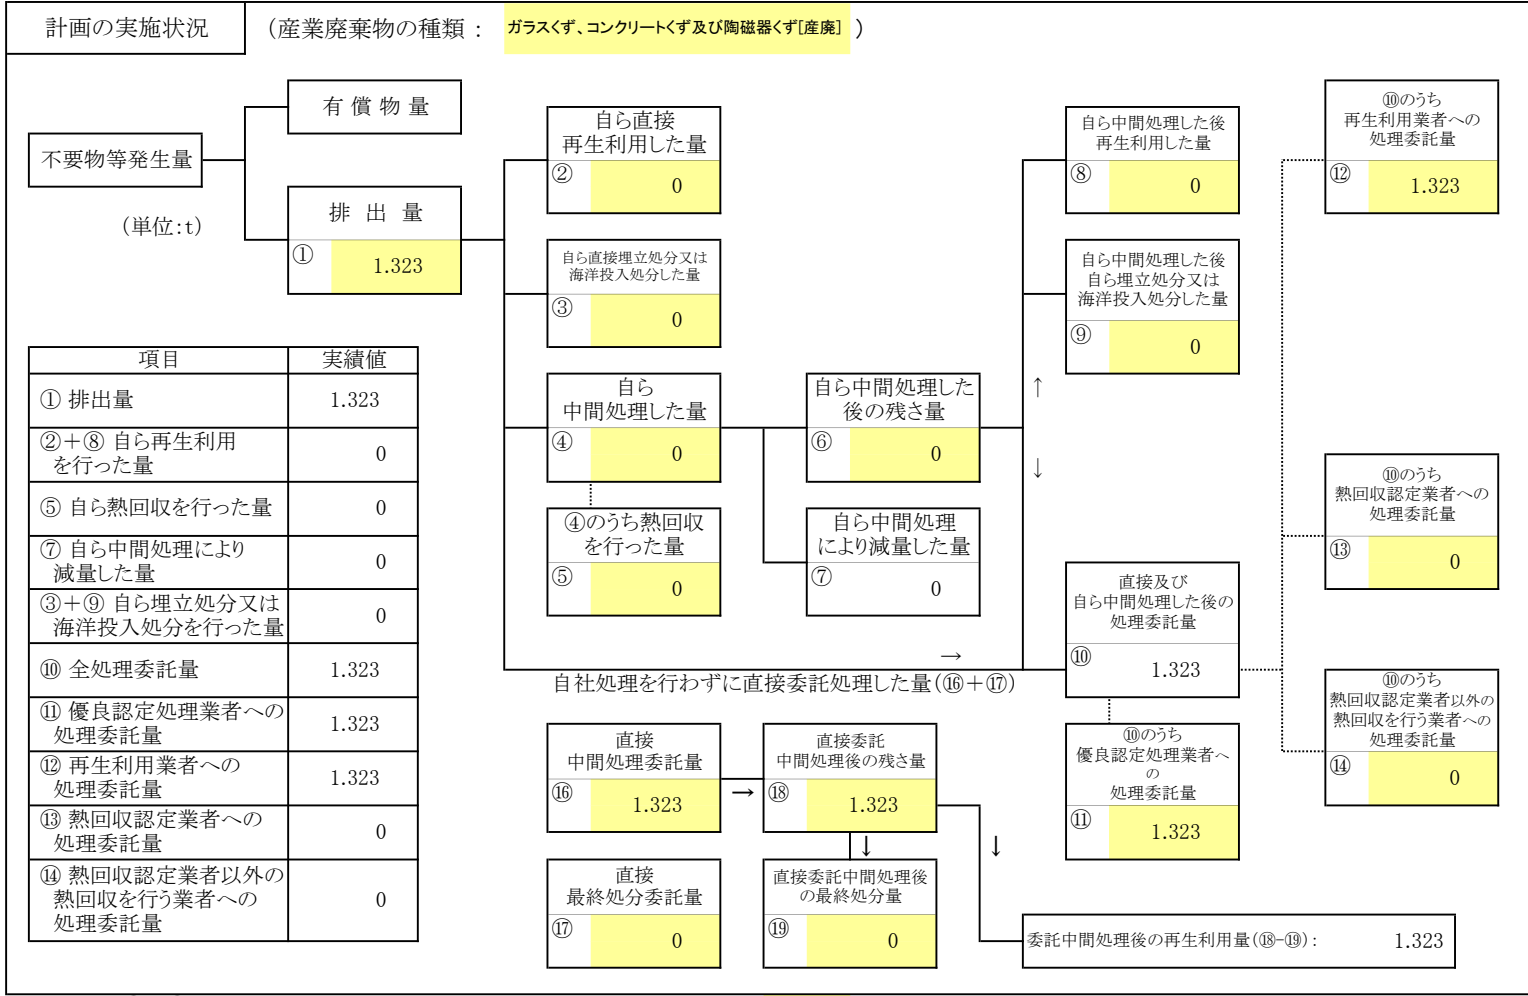 計画の実施状況
(産業廃棄物の種類： ガラスくず、コンクリートくず及び陶磁器くず[産廃] )
不要物等発生量
(単位:t)
有 償 物 量
排 出 量
① 1.323
自ら直接
再生利用した量
② 0
自ら直接埋立処分又は
海洋投入処分した量
③ 0
自ら
中間処理した量
④ 0
④のうち熱回収
を行った量
⑤ 0
自ら中間処理した
後の残さ量
⑥ 0
自ら中間処理
により減量した量
⑦ 0
自ら中間処理した後
再生利用した量
⑧ 0
自ら中間処理した後
自ら埋立処分又は
海洋投入処分した量
⑨ 0
↑
↓
→
自社処理を行わずに直接委託処理した量(⑯＋⑰)
直接及び
自ら中間処理した後の
処理委託量
⑩ 1.323
⑩のうち
優良認定処理業者へ
の
処理委託量
⑪ 1.323
⑩のうち
再生利用業者への
処理委託量
⑫ 1.323
⑩のうち
熱回収認定業者への
処理委託量
⑬ 0
⑩のうち
熱回収認定業者以外の
熱回収を行う業者への
処理委託量
⑭ 0
直接
中間処理委託量
⑯ 1.323
→
直接委託
中間処理後の残さ量
⑱ 1.323
↓
↓
直接
最終処分委託量
⑰ 0
直接委託中間処理後
の最終処分量
⑲ 0
委託中間処理後の再生利用量(⑱-⑲)： 1.323
項目 実績値
① 排出量 1.323
②＋⑧ 自ら再生利用
を行った量 0
⑤ 自ら熱回収を行った量 0
⑦ 自ら中間処理により
減量した量 0
③＋⑨ 自ら埋立処分又は
海洋投入処分を行った量 0
⑩ 全処理委託量 1.323
⑪ 優良認定処理業者への
処理委託量 1.323
⑫ 再生利用業者への
処理委託量 1.323
⑬ 熱回収認定業者への
処理委託量 0
⑭ 熱回収認定業者以外の
熱回収を行う業者への
処理委託量 0